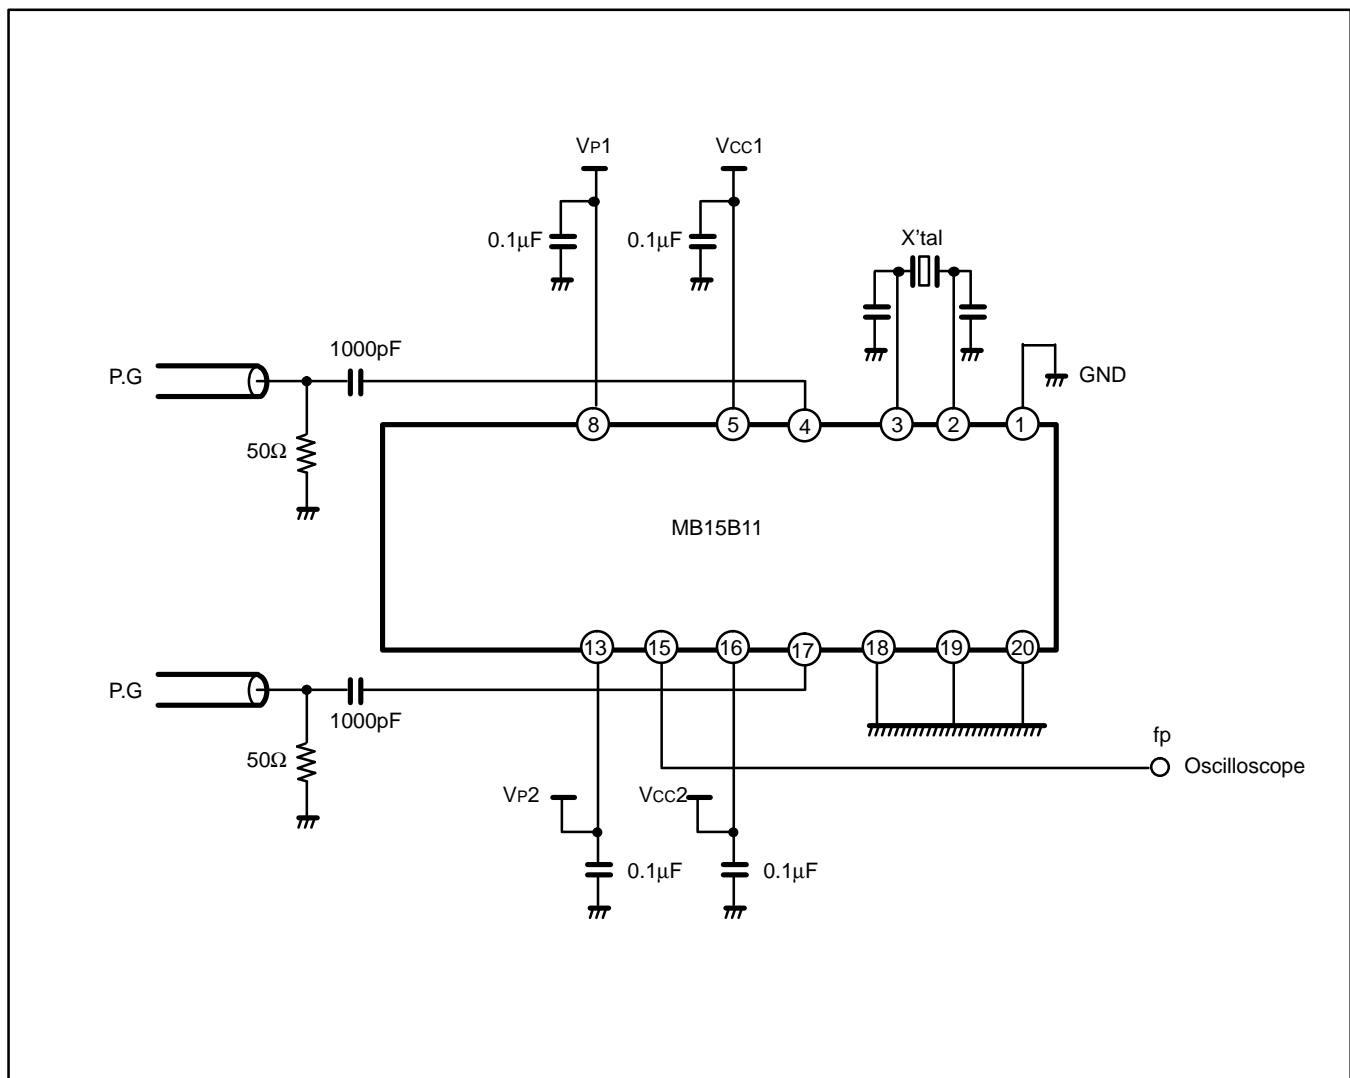 VP1
VCC1
0.1µF
0.1µF
X'tal
1000pF
P.G
GND
50Ω
8
5
4
3
2
1
MB15B11
13
15
16
17
18
19
20
P.G
1000pF
50Ω
fp
Oscilloscope
VP2
VCC2
0.1µF
0.1µF